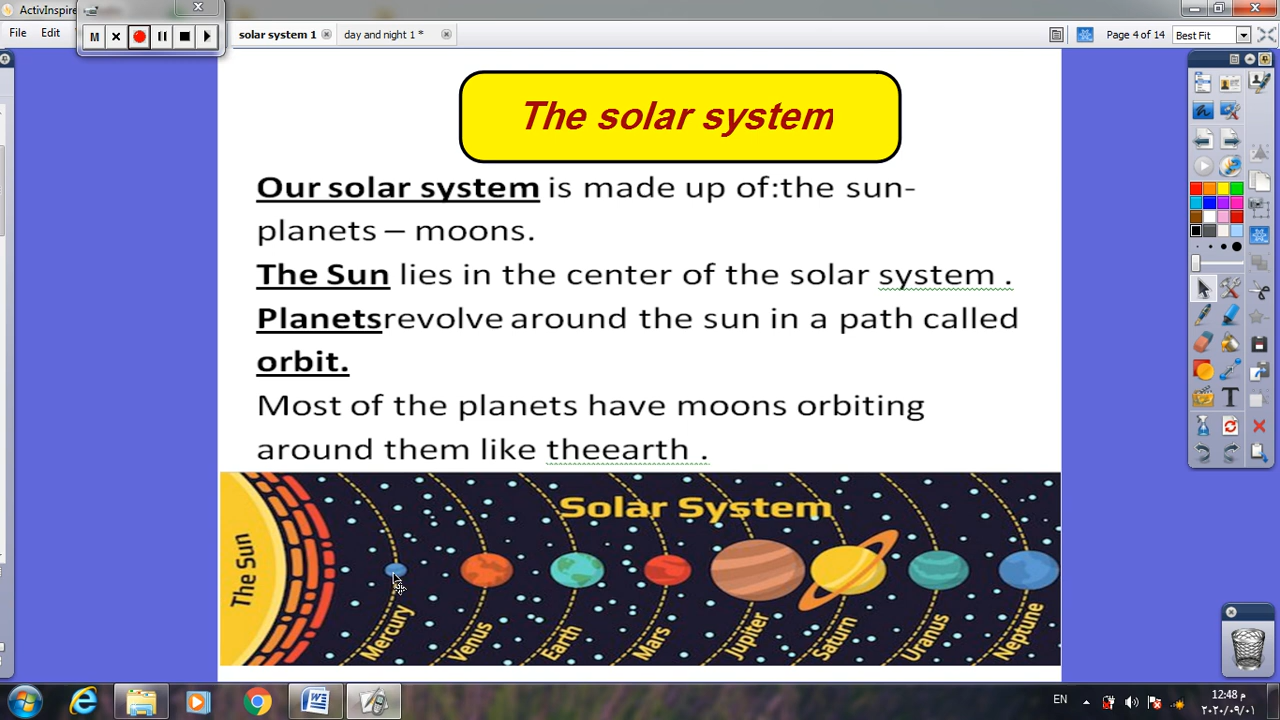 ActivInspire
File Edit
M
solar system 1 day and night 1 *
Page 4 of 14
Best Fit
The solar system
Our solar system is made up of:the sun-
planets – moons.
The Sun lies in the center of the solar system .
Planetsrevolve around the sun in a path called
orbit.
Most of the planets have moons orbiting
around them like theearth .
Solar System
The Sun
Mercury
Venus
Earth
Mars
Jupiter
Saturn
Uranus
Neptune
T
W
EN
12:48 م
٢٠٢٠/٠٩/٠١